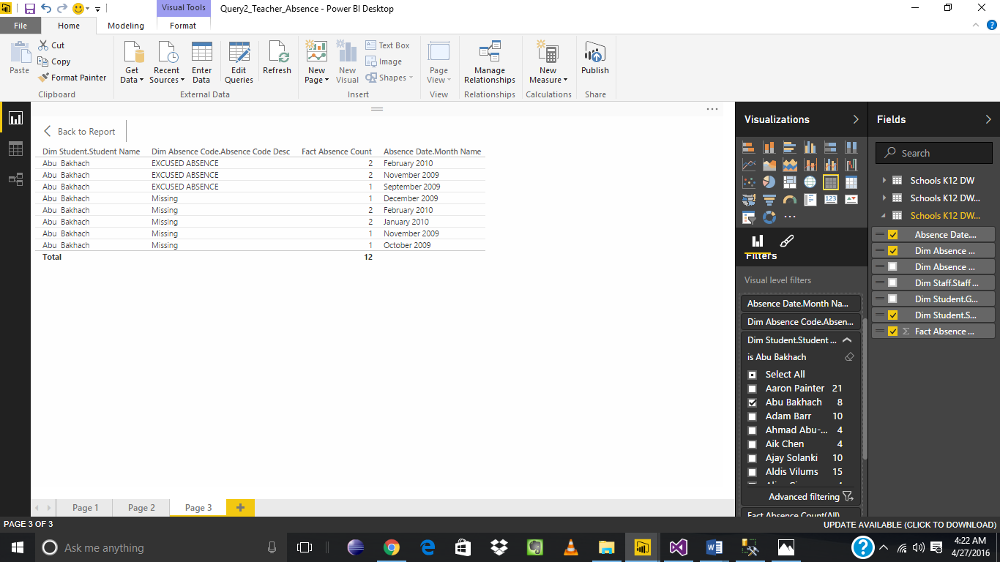 Visual Tools
Query2_Teacher_Absence - Power BI Desktop
File Home Modeling Format
Paste
Cut
Copy
Format Painter
Clipboard
Get Data
Recent Sources
Enter Data
Edit Queries
Refresh
External Data
New Page
New Visual
Text Box
Image
Shapes
Insert
Page View
View
Manage Relationships
Relationships
New Measure
Calculations
Publish
Share
Back to Report
Dim Student.Student Name Dim Absence Code.Absence Code Desc Fact Absence Count Absence Date.Month Name
Abu Bakhach EXCUSED ABSENCE 2 February 2010
Abu Bakhach EXCUSED ABSENCE 2 November 2009
Abu Bakhach EXCUSED ABSENCE 1 September 2009
Abu Bakhach Missing 1 December 2009
Abu Bakhach Missing 2 February 2010
Abu Bakhach Missing 2 January 2010
Abu Bakhach Missing 1 November 2009
Abu Bakhach Missing 1 October 2009
Total 12
Visualizations
123
Filters
Visual level filters
Absence Date.Month Na...
Dim Absence Code.Absen...
Dim Student.Student ...
is Abu Bakhach
Select All
Aaron Painter 21
Abu Bakhach 8
Adam Barr 10
Ahmad Abu-... 4
Aik Chen 4
Ajay Solanki 10
Aldis Vilums 15
Advanced filtering
Fact Absence Count(All)
Fields
Search
Schools K12 DW
Schools K12 DW...
Schools K12 DW...
Absence Date....
Dim Absence ...
Dim Absence ...
Dim Staff.Staff ...
Dim Student.G...
Dim Student.S...
Σ Fact Absence ...
Page 1 Page 2 Page 3 +
PAGE 3 OF 3
UPDATE AVAILABLE (CLICK TO DOWNLOAD)
Ask me anything
4:22 AM
4/27/2016